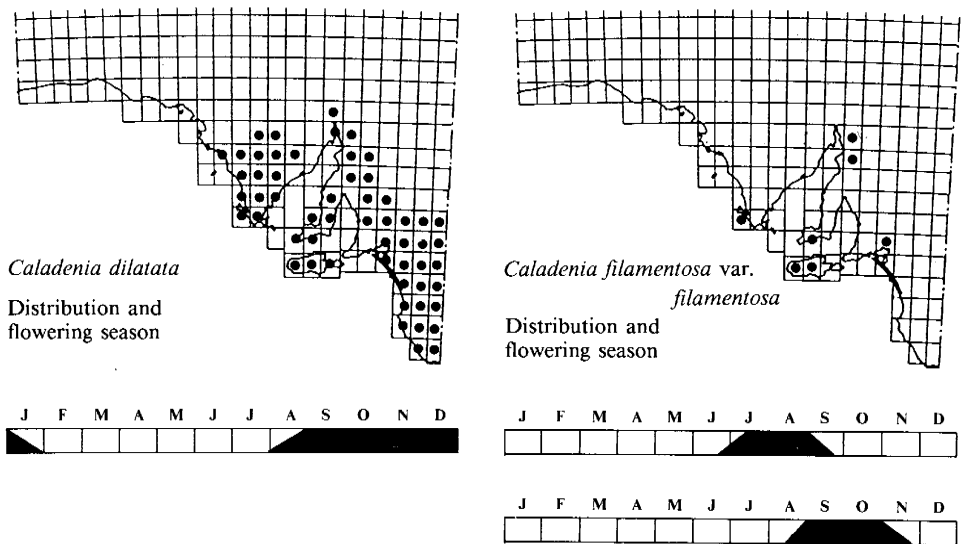 Caladenia dilatata
Distribution and
flowering season
J F M A M J J A S O N D
Caladenia filamentosa var.
filamentosa
Distribution and
flowering season
J F M A M J J A S O N D
J F M A M J J A S O N D